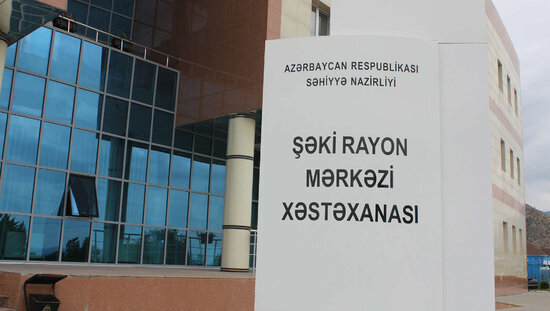 AZƏRBAYCAN RESPUBLİKASI
SƏHİYYƏ NAZİRLİYİ
ŞƏKİ RAYON
MƏRKƏZİ
XƏSTƏXANASI